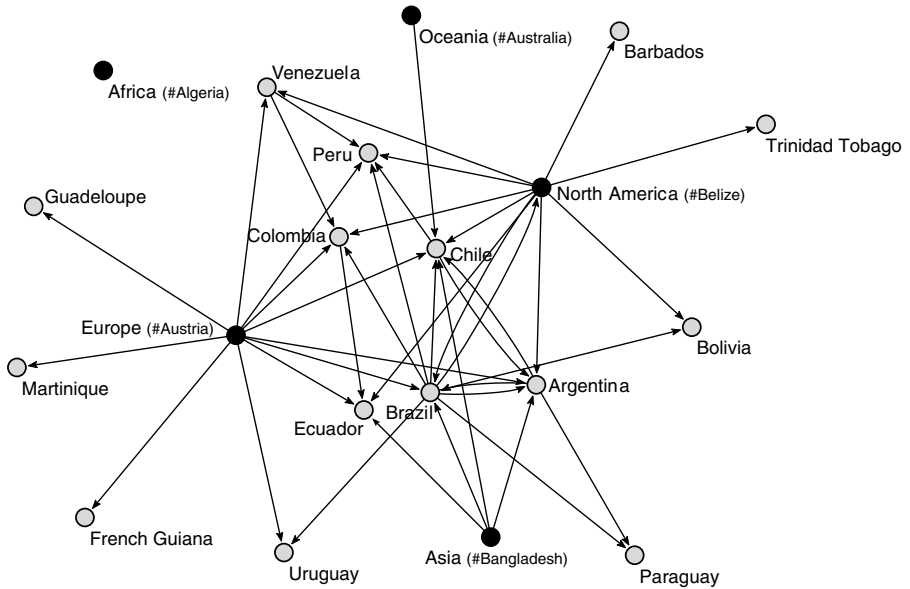 Oceania (#Australia)
Barbados
Venezuela
Africa (#Algeria)
Trinidad Tobago
Peru
Guadeloupe
North America (#Belize)
Colombia
Chile
Europe (#Austria)
Bolivia
Martinique
Argentina
Brazil
Ecuador
French Guiana
Asia (#Bangladesh)
Uruguay
Paraguay